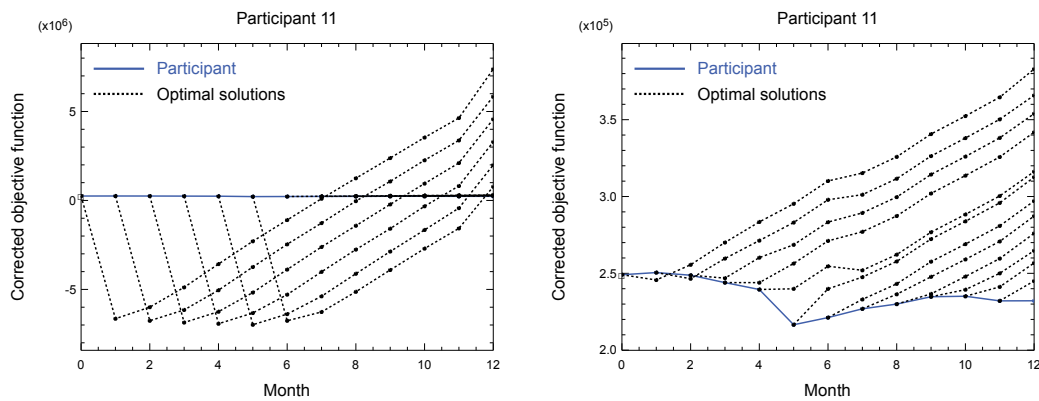 Participant 11
(x10⁶)
Participant
Optimal solutions
Corrected objective function
5
0
-5
0 2 4 6 8 10 12
Month
Participant 11
(x10⁵)
Participant
Optimal solutions
Corrected objective function
3.5
3.0
2.5
2.0
0 2 4 6 8 10 12
Month